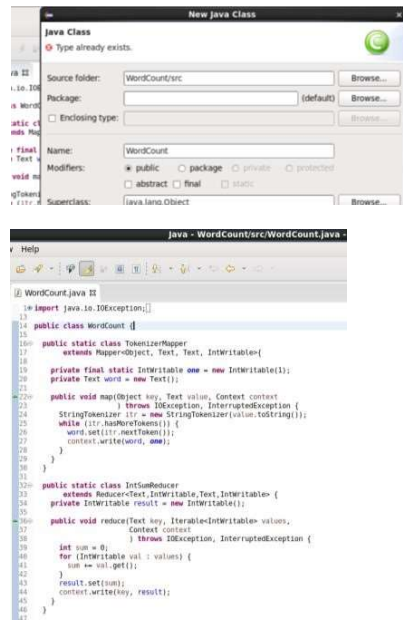 New Java Class
Java Class
Type already exists.
Source folder: WordCount/src Browse...
Package: (default) Browse...
Enclosing type: Browse...
Name: WordCount
Modifiers: public package private protected
abstract final static
Superclass: java.lang.Object Browse...
Java - WordCount/src/WordCount.java -
Help
WordCount.java
1 import java.io.IOException;
13
14 public class WordCount {
15
16 public static class TokenizerMapper
17 extends Mapper<Object, Text, Text, IntWritable>{
18
19 private final static IntWritable one = new IntWritable(1);
20 private Text word = new Text();
21
22 public void map(Object key, Text value, Context context
23 ) throws IOException, InterruptedException {
24 StringTokenizer itr = new StringTokenizer(value.toString());
25 while (itr.hasMoreTokens()) {
26 word.set(itr.nextToken());
27 context.write(word, one);
28 }
29 }
30 }
31
32 public static class IntSumReducer
33 extends Reducer<Text,IntWritable,Text,IntWritable> {
34 private IntWritable result = new IntWritable();
35
36 public void reduce(Text key, Iterable<IntWritable> values,
37 Context context
38 ) throws IOException, InterruptedException {
39 int sum = 0;
40 for (IntWritable val : values) {
41 sum += val.get();
42 }
43 result.set(sum);
44 context.write(key, result);
45 }
46 }
47